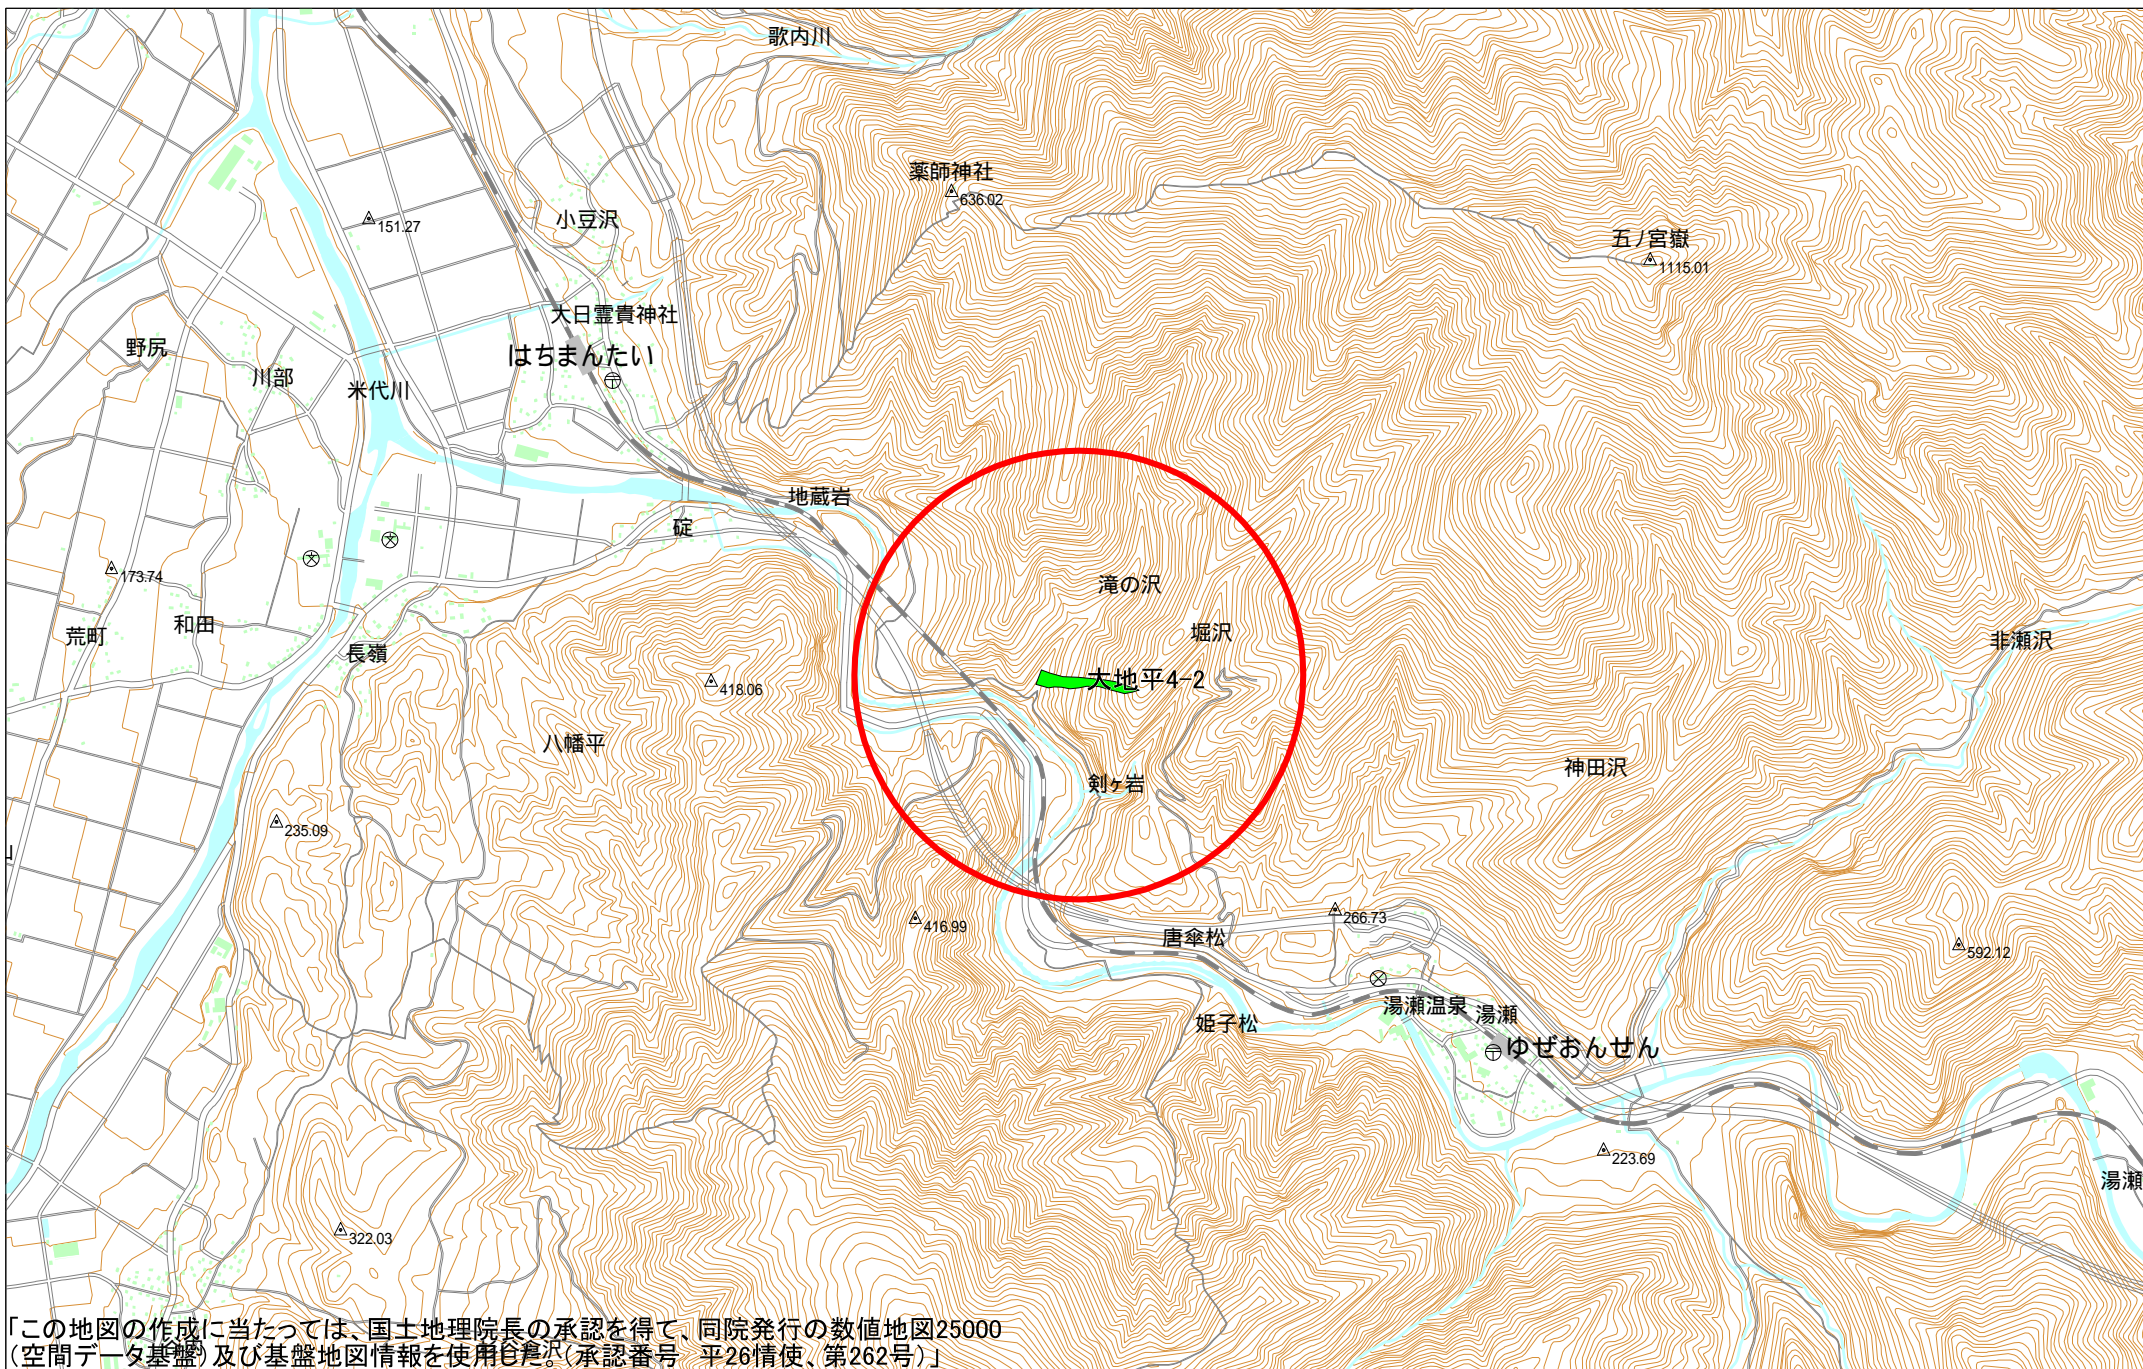 歌内川
薬師神社
636.02
151.27
小豆沢
五ノ宮嶽
1115.01
大日霊貴神社
はちまんたい
野尻
川部
米代川
地蔵岩
碇
173.74
滝の沢
荒町
和田
堀沢
非瀬沢
長嶺
418.06
大地平4-2
八幡平
神田沢
剣ヶ岩
235.09
416.99
266.73
唐傘松
592.12
湯瀬温泉
湯瀬
姫子松
ゆぜおんせん
223.69
湯瀬
322.03
「この地図の作成に当たっては、国土地理院長の承認を得て、同院発行の数値地図25000
（空間データ基盤）及び基盤地図情報を使用した。（承認番号　平26情使、第262号）」